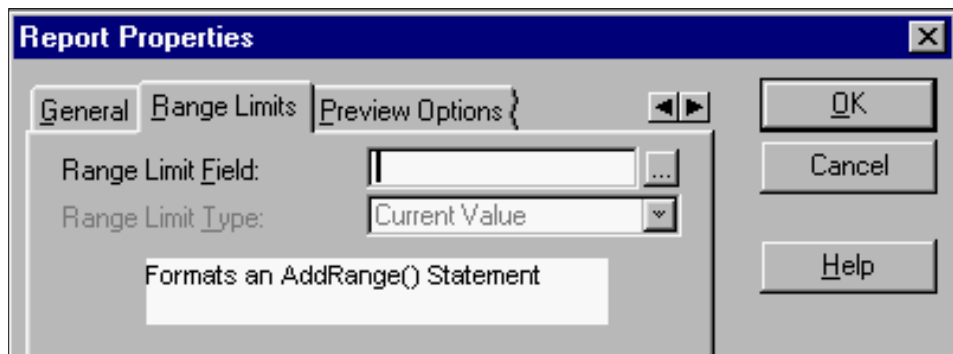 Report Properties
General Range Limits Preview Options
OK
Range Limit Field: ...
Cancel
Range Limit Type: Current Value
Formats an AddRange() Statement
Help